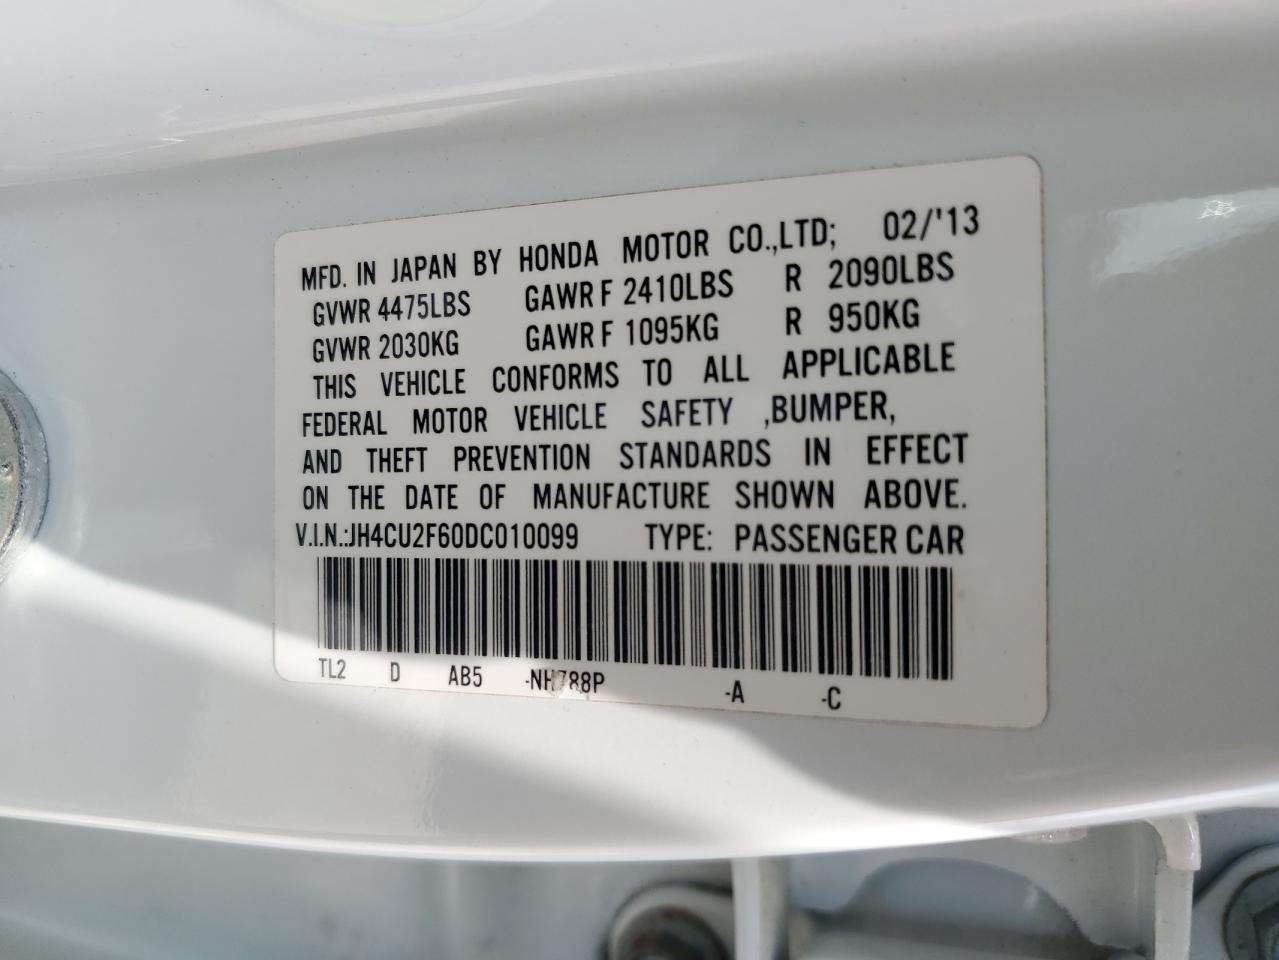 MFD. IN JAPAN BY HONDA MOTOR CO.,LTD; 02/'13
GVWR 4475LBS GAWR F 2410LBS R 2090LBS
GVWR 2030KG GAWR F 1095KG R 950KG
THIS VEHICLE CONFORMS TO ALL APPLICABLE
FEDERAL MOTOR VEHICLE SAFETY ,BUMPER,
AND THEFT PREVENTION STANDARDS IN EFFECT
ON THE DATE OF MANUFACTURE SHOWN ABOVE.
V.I.N.:JH4CU2F60DC010099 TYPE: PASSENGER CAR
TL2 D AB5 -NH788P -A -C